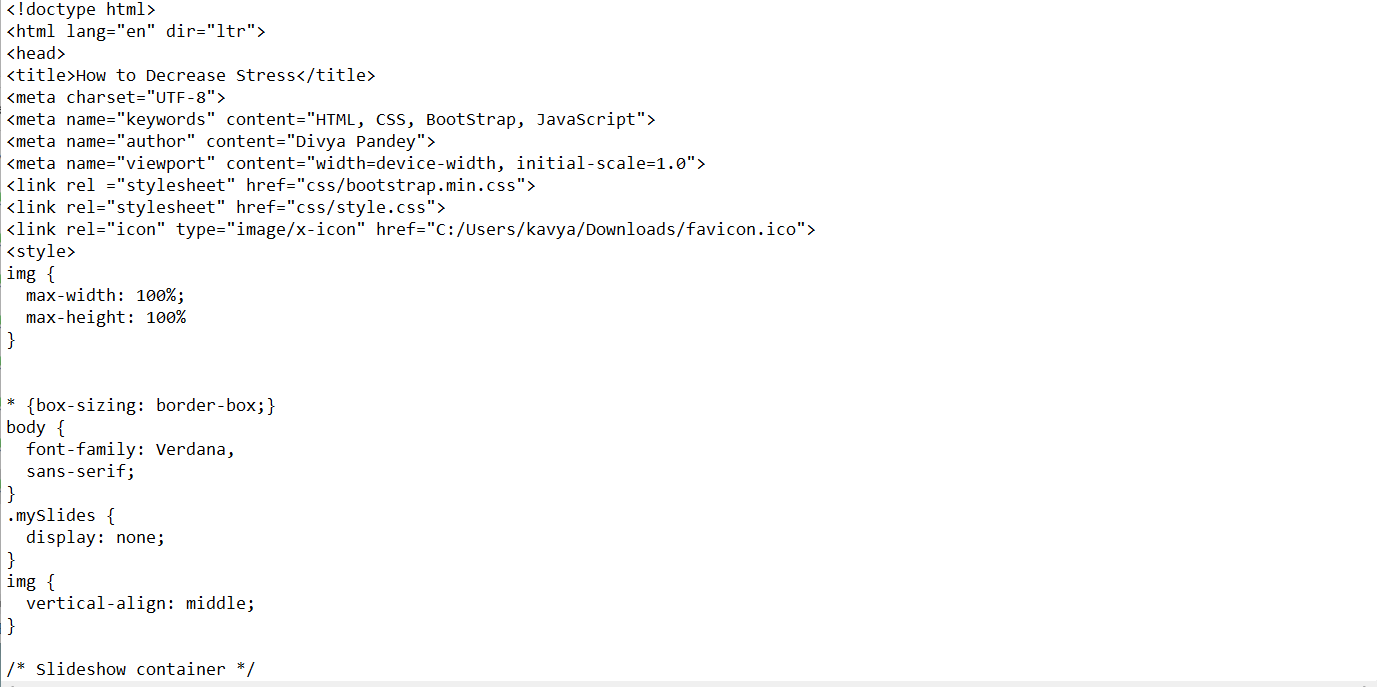 <!doctype html>
<html lang="en" dir="ltr">
<head>
<title>How to Decrease Stress</title>
<meta charset="UTF-8">
<meta name="keywords" content="HTML, CSS, BootStrap, JavaScript">
<meta name="author" content="Divya Pandey">
<meta name="viewport" content="width=device-width, initial-scale=1.0">
<link rel ="stylesheet" href="css/bootstrap.min.css">
<link rel="stylesheet" href="css/style.css">
<link rel="icon" type="image/x-icon" href="C:/Users/kavya/Downloads/favicon.ico">
<style>
img {
  max-width: 100%;
  max-height: 100%
}
* {box-sizing: border-box;}
body {
  font-family: Verdana,
  sans-serif;
}
.mySlides {
  display: none;
}
img {
  vertical-align: middle;
}
/* Slideshow container */